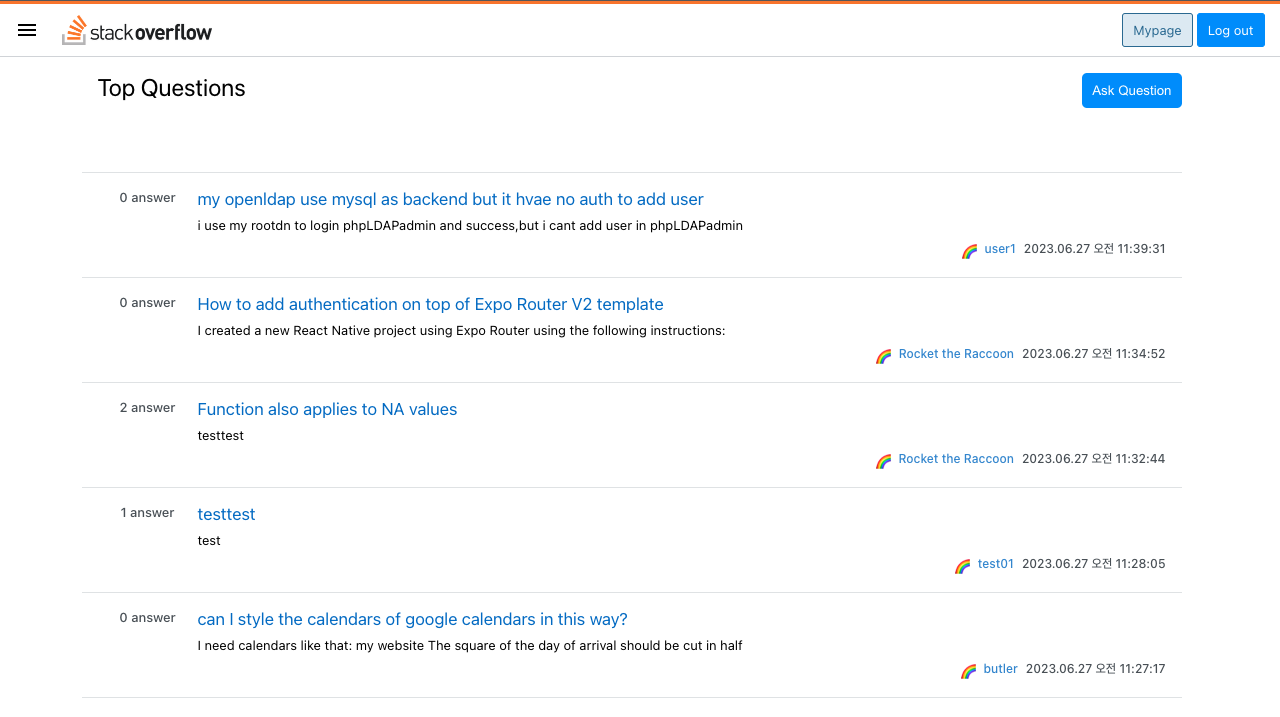 stackoverflow
Mypage
Log out
Top Questions
Ask Question
0 answer
my openldap use mysql as backend but it hvae no auth to add user
i use my rootdn to login phpLDAPadmin and success,but i cant add user in phpLDAPadmin
user1 2023.06.27 오전 11:39:31
0 answer
How to add authentication on top of Expo Router V2 template
I created a new React Native project using Expo Router using the following instructions:
Rocket the Raccoon 2023.06.27 오전 11:34:52
2 answer
Function also applies to NA values
testtest
Rocket the Raccoon 2023.06.27 오전 11:32:44
1 answer
testtest
test
test01 2023.06.27 오전 11:28:05
0 answer
can I style the calendars of google calendars in this way?
I need calendars like that: my website The square of the day of arrival should be cut in half
butler 2023.06.27 오전 11:27:17